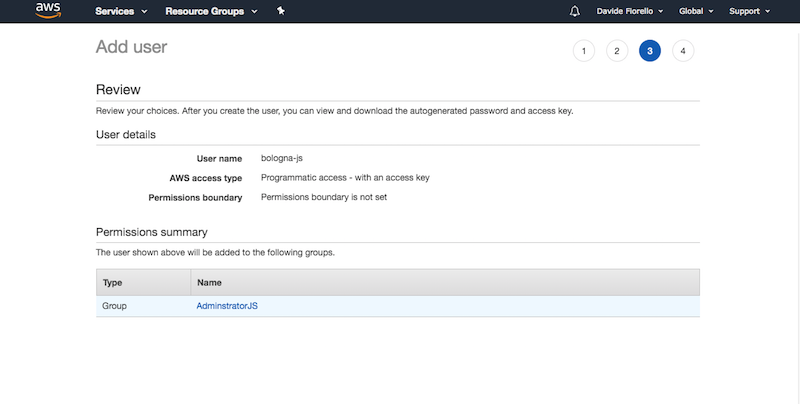 aws Services Resource Groups Davide Fiorello Global Support
Add user 1 2 3 4
Review
Review your choices. After you create the user, you can view and download the autogenerated password and access key.
User details
User name bologna-js
AWS access type Programmatic access - with an access key
Permissions boundary Permissions boundary is not set
Permissions summary
The user shown above will be added to the following groups.
Type Name
Group AdminstratorJS